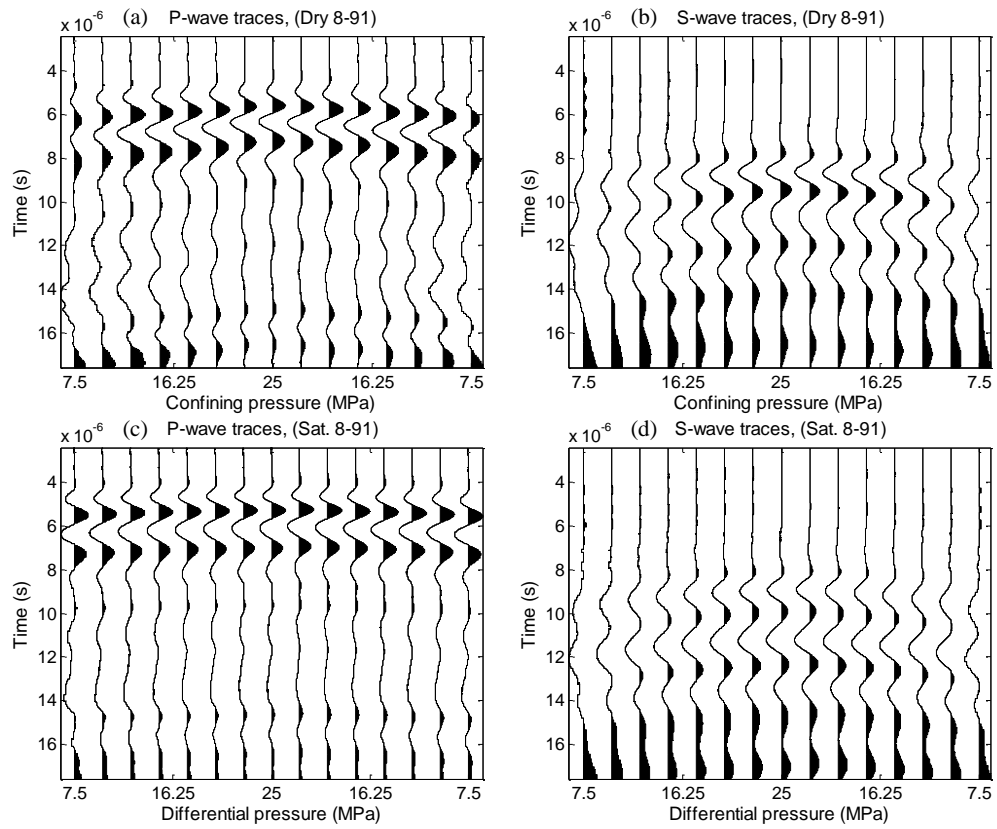 (a) P-wave traces, (Dry 8-91)
x 10-6
4
6
8
10
12
14
16
Time (s)
7.5 16.25 25 16.25 7.5
Confining pressure (MPa)
(b) S-wave traces, (Dry 8-91)
x 10-6
4
6
8
10
12
14
16
Time (s)
7.5 16.25 25 16.25 7.5
Confining pressure (MPa)
(c) P-wave traces, (Sat. 8-91)
x 10-6
4
6
8
10
12
14
16
Time (s)
7.5 16.25 25 16.25 7.5
Differential pressure (MPa)
(d) S-wave traces, (Sat. 8-91)
x 10-6
4
6
8
10
12
14
16
Time (s)
7.5 16.25 25 16.25 7.5
Differential pressure (MPa)